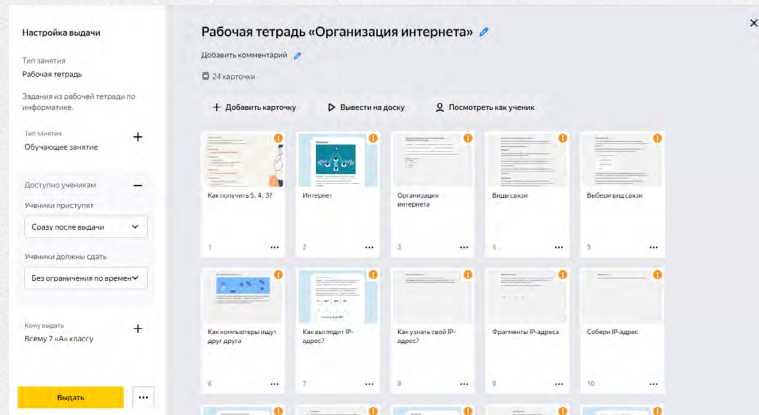 Настройка выдачи
Тип занятия
Рабочая тетрадь
Задания из рабочей тетради по
информатике.
Тип занятия
Обучающее занятие
Доступно ученикам
Ученики приступят
Сразу после выдачи
Ученики должны сдать
Без ограничения по времен
Кому выдать
Всему 7 «А» классу
Выдать
Рабочая тетрадь «Организация интернета»
Добавить комментарий
24 карточки
+ Добавить карточку
Вывести на доску
Посмотреть как ученик
Как получить 5, 4, 3?
1
Интернет
2
Организация
интернета
3
Виды связи
4
Выбери вид связи
5
Как компьютеры ищут
друг друга
6
Как выглядит IP-
адрес?
7
Как узнать свой IP-
адрес?
8
Фрагменты IP-адреса
9
Собери IP-адрес
10